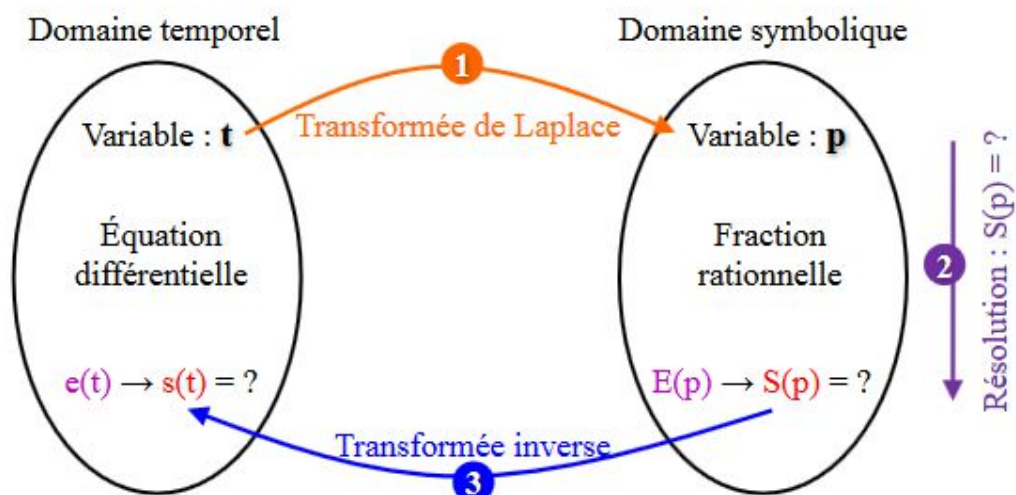 Domaine temporel
Domaine symbolique
1
Transformée de Laplace
Variable : t
Variable : p
Équation
différentielle
Fraction
rationnelle
2
Résolution : S(p) = ?
e(t) → s(t) = ?
E(p) → S(p) = ?
Transformée inverse
3